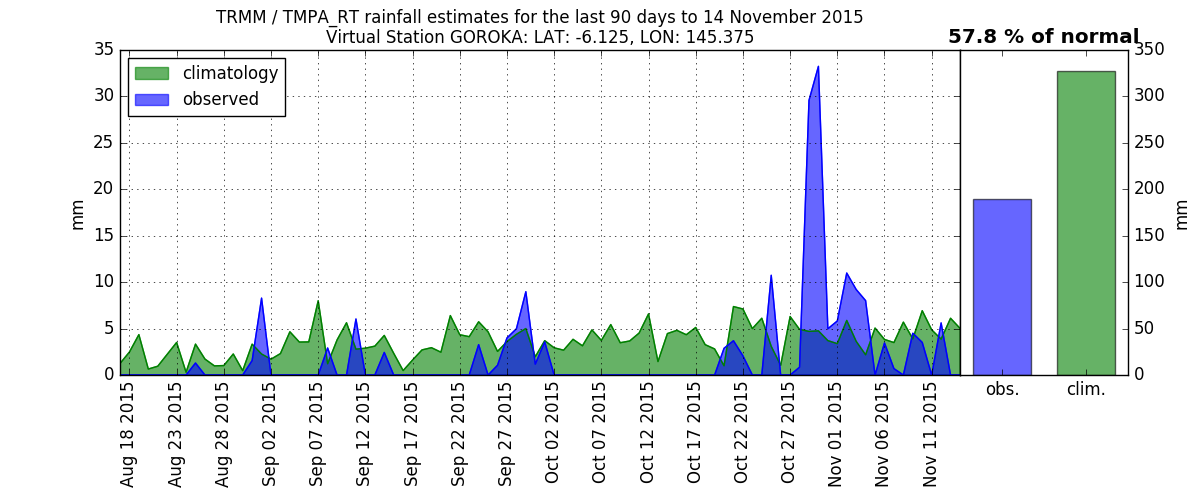 TRMM / TMPA_RT rainfall estimates for the last 90 days to 14 November 2015
Virtual Station GOROKA: LAT: -6.125, LON: 145.375
57.8 % of normal
climatology
observed
mm
35
30
25
20
15
10
5
0
Aug 18 2015
Aug 23 2015
Aug 28 2015
Sep 02 2015
Sep 07 2015
Sep 12 2015
Sep 17 2015
Sep 22 2015
Sep 27 2015
Oct 02 2015
Oct 07 2015
Oct 12 2015
Oct 17 2015
Oct 22 2015
Oct 27 2015
Nov 01 2015
Nov 06 2015
Nov 11 2015
obs.
clim.
350
300
250
200
150
100
50
0
mm